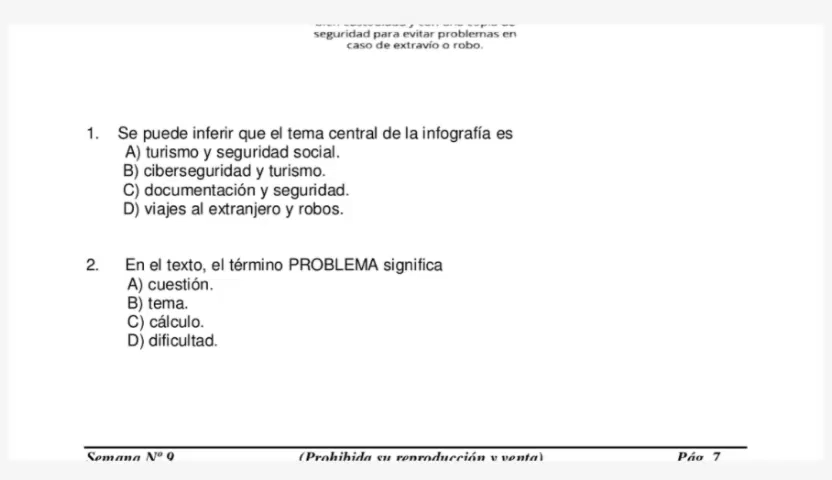 seguridad para evitar problemas en
caso de extravío o robo.
1. Se puede inferir que el tema central de la infografía es
A) turismo y seguridad social.
B) ciberseguridad y turismo.
C) documentación y seguridad.
D) viajes al extranjero y robos.
2. En el texto, el término PROBLEMA significa
A) cuestión.
B) tema.
C) cálculo.
D) dificultad.
Semana Nº 9 (Prohibida su reproducción y venta) Pág. 7